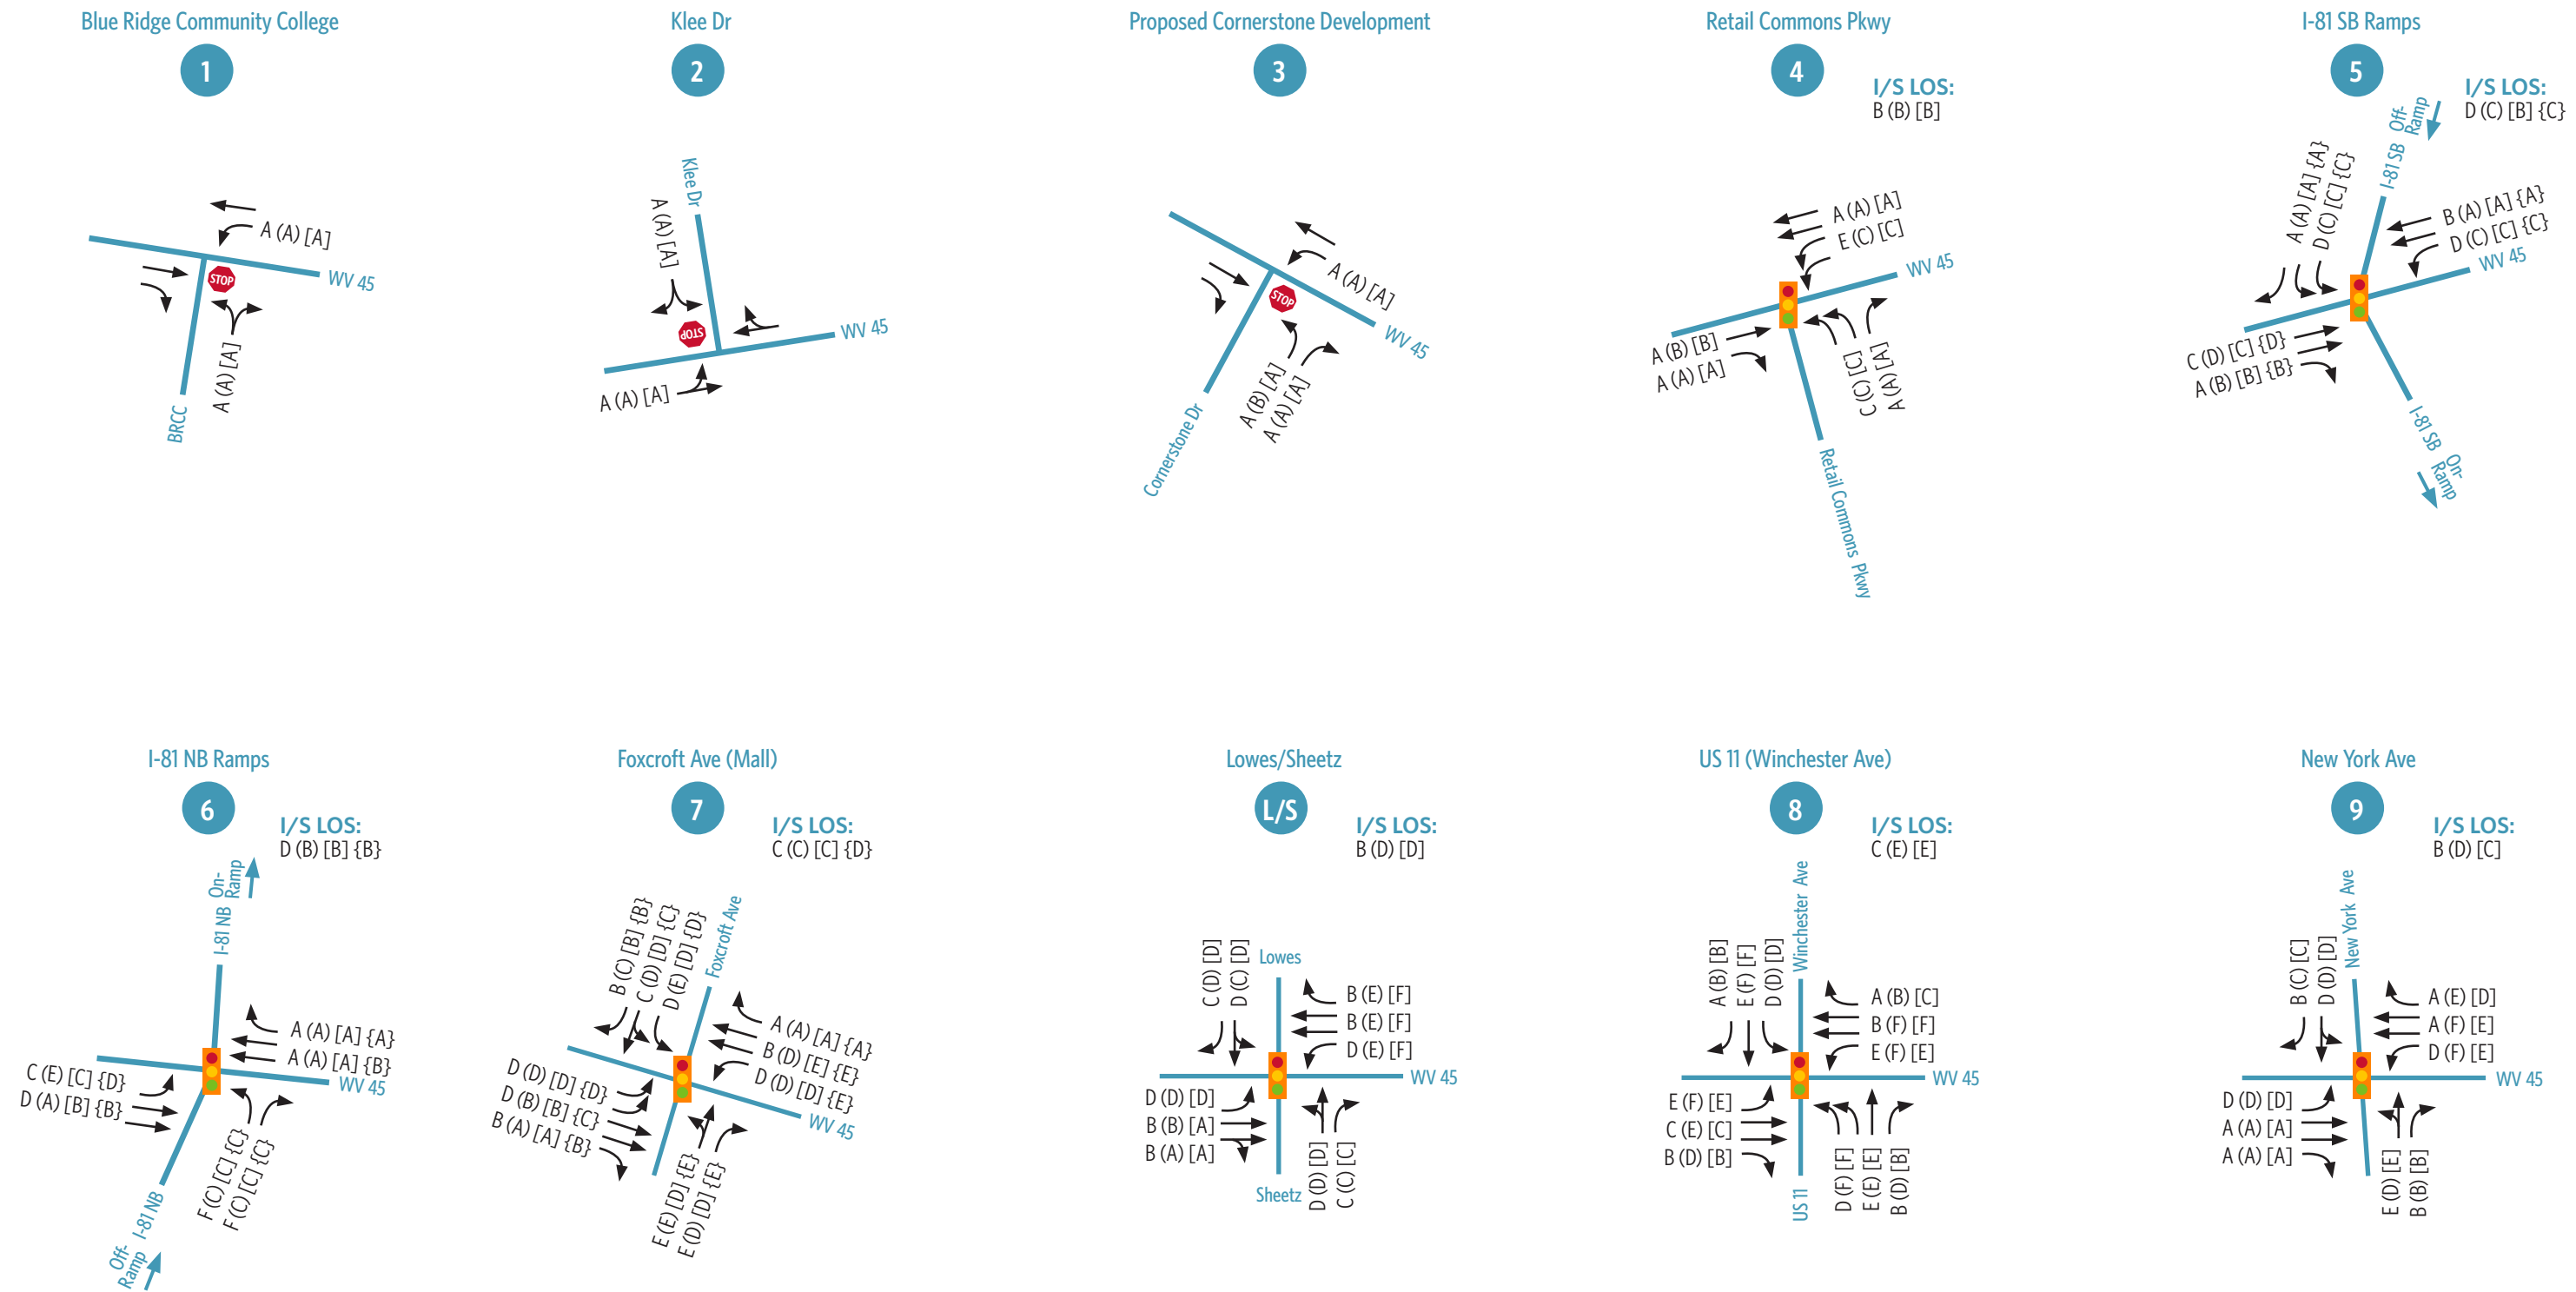 Blue Ridge Community College
1
A (A) [A]
WV 45
STOP
A (A) [A]
BRCC
Klee Dr
2
Klee Dr
A (A) [A]
STOP
WV 45
A (A) [A]
Proposed Cornerstone Development
3
A (A) [A]
STOP
WV 45
A (B) [A]
A (A) [A]
Cornerstone Dr
Retail Commons Pkwy
4
I/S LOS:
B (B) [B]
A (A) [A]
E (C) [C]
WV 45
A (B) [B]
A (A) [A]
C (C) [C]
A (A) [A]
Retail Commons Pkwy
I-81 SB Ramps
5
I/S LOS:
D (C) [B] {C}
I-81 SB Off-
Ramp
A (A) [A] {A}
D (C) [C] {C}
B (A) [A] {A}
D (C) [C] {C}
WV 45
C (D) [C] {D}
A (B) [B] {B}
I-81 SB On-
Ramp
I-81 NB Ramps
6
I/S LOS:
D (B) [B] {B}
I-81 NB On-
Ramp
A (A) [A] {A}
A (A) [A] {B}
WV 45
C (E) [C] {D}
D (A) [B] {B}
F (C) [C] {C}
F (C) [C] {C}
I-81 NB Off-
Ramp
Foxcroft Ave (Mall)
7
I/S LOS:
C (C) [C] {D}
B (C) [B] {B}
C (D) [D] {C}
D (E) [D] {D}
Foxcroft Ave
A (A) [A] {A}
B (D) [E] {E}
D (D) [D] {E}
WV 45
D (D) [D] {D}
D (B) [B] {C}
B (A) [A] {B}
E (E) [D] {E}
E (D) [D] {E}
Lowes/Sheetz
L/S
I/S LOS:
B (D) [D]
C (D) [D]
D (C) [D]
Lowes
B (E) [F]
B (E) [F]
D (E) [F]
WV 45
D (D) [D]
B (B) [A]
B (A) [A]
Sheetz
D (D) [D]
C (C) [C]
US 11 (Winchester Ave)
8
I/S LOS:
C (E) [E]
A (B) [B]
E (F) [F]
D (D) [D]
Winchester Ave
A (B) [C]
B (F) [F]
E (F) [E]
WV 45
E (F) [E]
C (E) [C]
B (D) [B]
US 11
D (F) [F]
E (E) [E]
B (D) [B]
New York Ave
9
I/S LOS:
B (D) [C]
B (C) [C]
D (D) [D]
New York Ave
A (E) [D]
A (F) [E]
D (F) [E]
WV 45
D (D) [D]
A (A) [A]
A (A) [A]
E (D) [E]
B (B) [B]